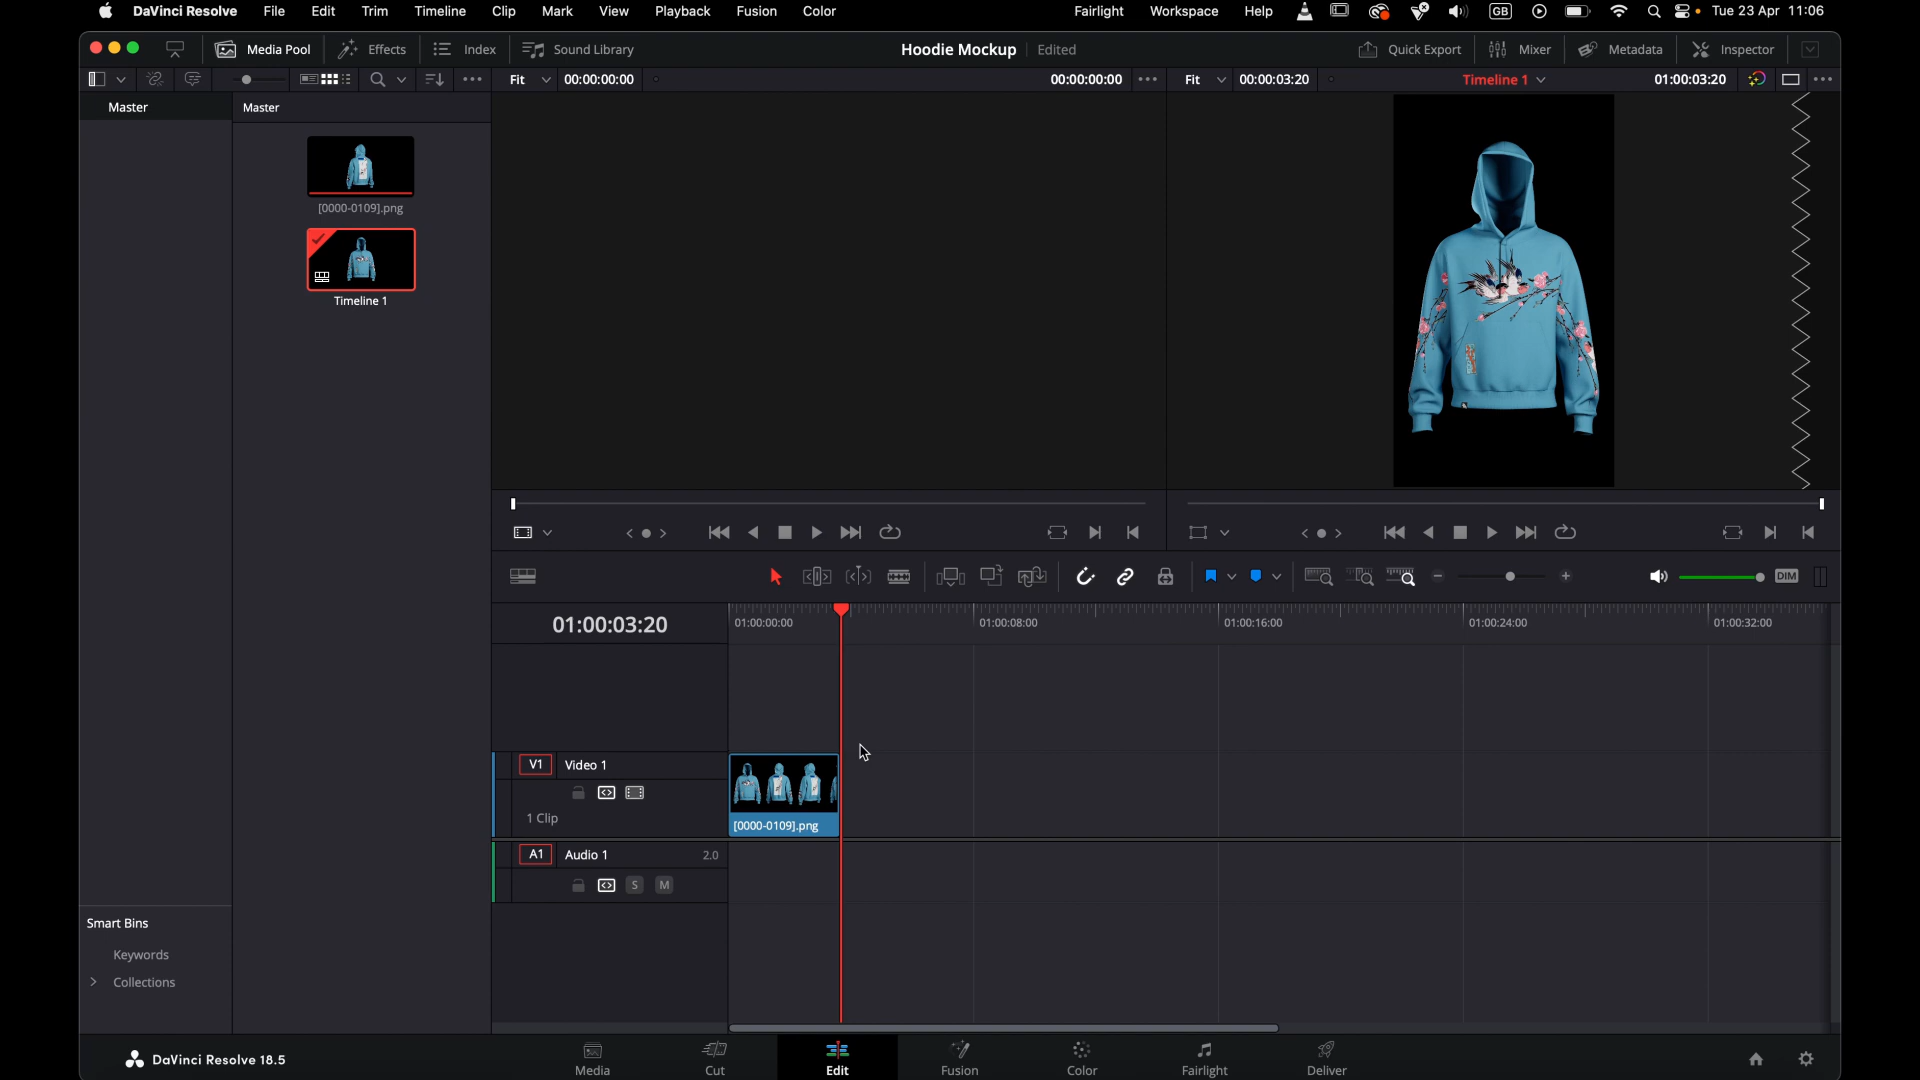 DaVinci Resolve File Edit Trim Timeline Clip Mark View Playback Fusion Color Fairlight Workspace Help GB Tue 23 Apr 11:06
Media Pool Effects Index Sound Library Hoodie Mockup Edited Quick Export Mixer Metadata Inspector
Fit 00:00:00:00 00:00:00:00 Fit 00:00:03:20 Timeline 1 01:00:03:20
Master Master
[0000-0109].png
Timeline 1
DIM
01:00:03:20 01:00:00:00 01:00:08:00 01:00:16:00 01:00:24:00 01:00:32:00
V1 Video 1
1 Clip
[0000-0109].png
A1 Audio 1 2.0
S M
Smart Bins
Keywords
Collections
DaVinci Resolve 18.5 Media Cut Edit Fusion Color Fairlight Deliver